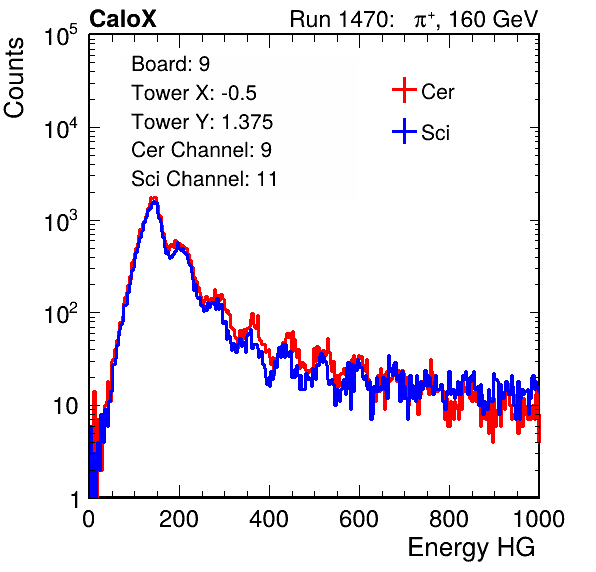 CaloX Run 1470: π⁺, 160 GeV
Counts
10⁵
10⁴
10³
10²
10
1
Board: 9
Tower X: -0.5
Tower Y: 1.375
Cer Channel: 9
Sci Channel: 11
Cer
Sci
0 200 400 600 800 1000
Energy HG